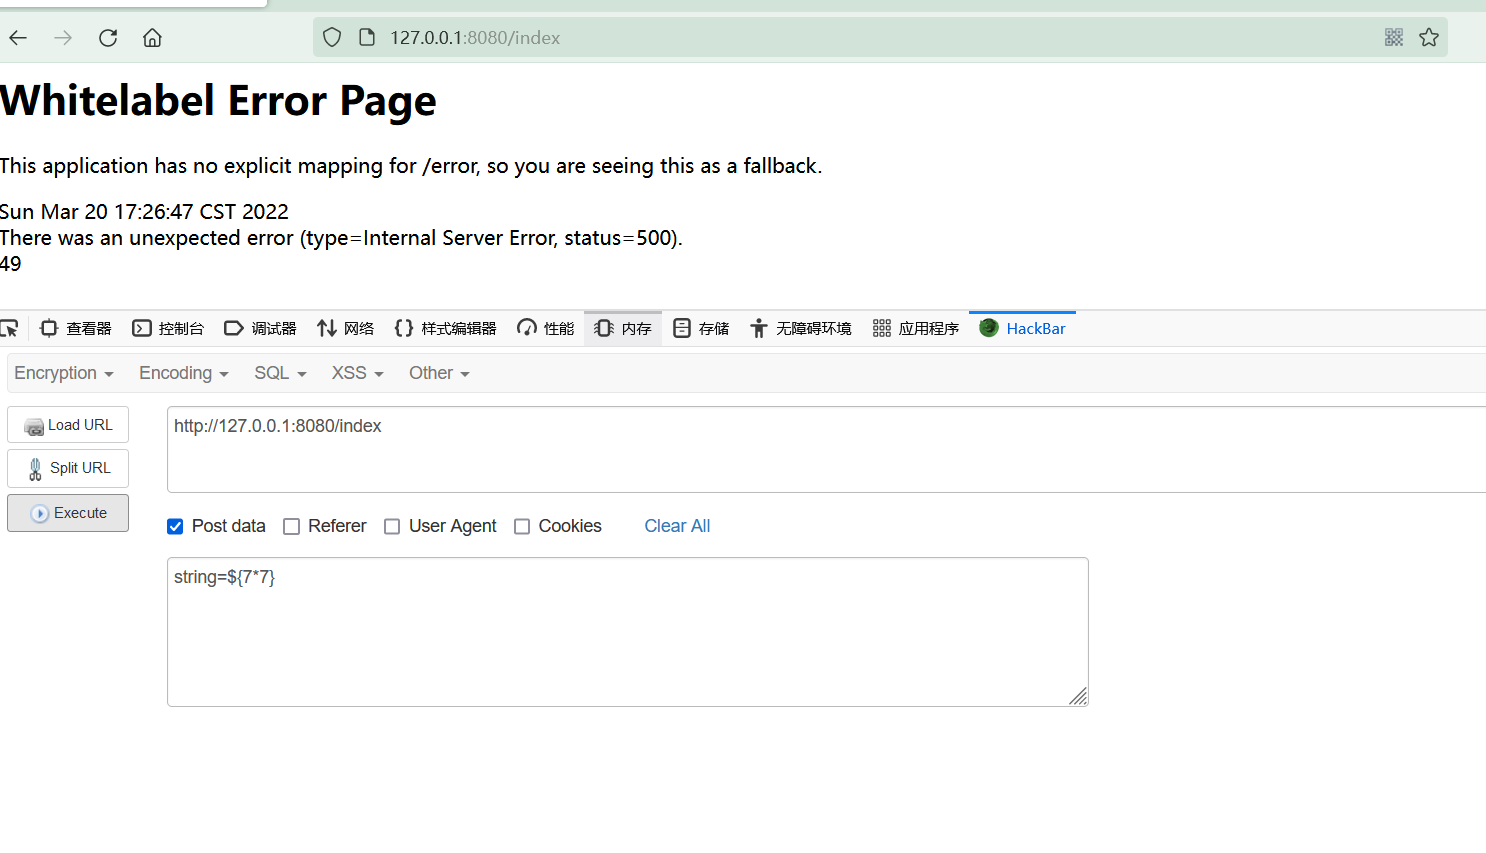 127.0.0.1:8080/index
Whitelabel Error Page
This application has no explicit mapping for /error, so you are seeing this as a fallback.
Sun Mar 20 17:26:47 CST 2022
There was an unexpected error (type=Internal Server Error, status=500).
49
查看器 控制台 调试器 网络 样式编辑器 性能 内存 存储 无障碍环境 应用程序 HackBar
Encryption Encoding SQL XSS Other
Load URL
http://127.0.0.1:8080/index
Split URL
Execute
Post data Referer User Agent Cookies Clear All
string=${7*7}